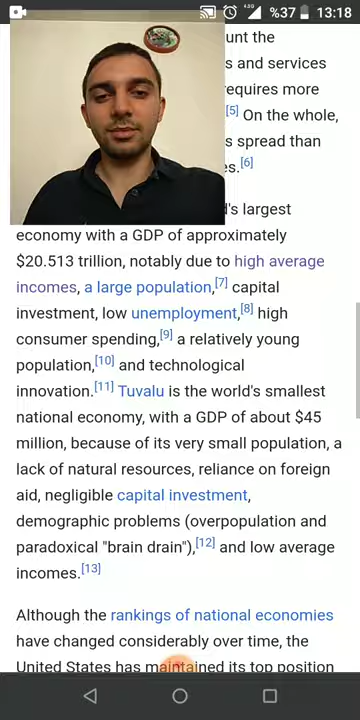 %37 13:18
unt the
s and services
requires more
[5] On the whole,
s spread than
es.[6]
d's largest
economy with a GDP of approximately
$20.513 trillion, notably due to high average
incomes, a large population,[7] capital
investment, low unemployment,[8] high
consumer spending,[9] a relatively young
population,[10] and technological
innovation.[11] Tuvalu is the world's smallest
national economy, with a GDP of about $45
million, because of its very small population, a
lack of natural resources, reliance on foreign
aid, negligible capital investment,
demographic problems (overpopulation and
paradoxical "brain drain"),[12] and low average
incomes.[13]
Although the rankings of national economies
have changed considerably over time, the
United States has maintained its top position